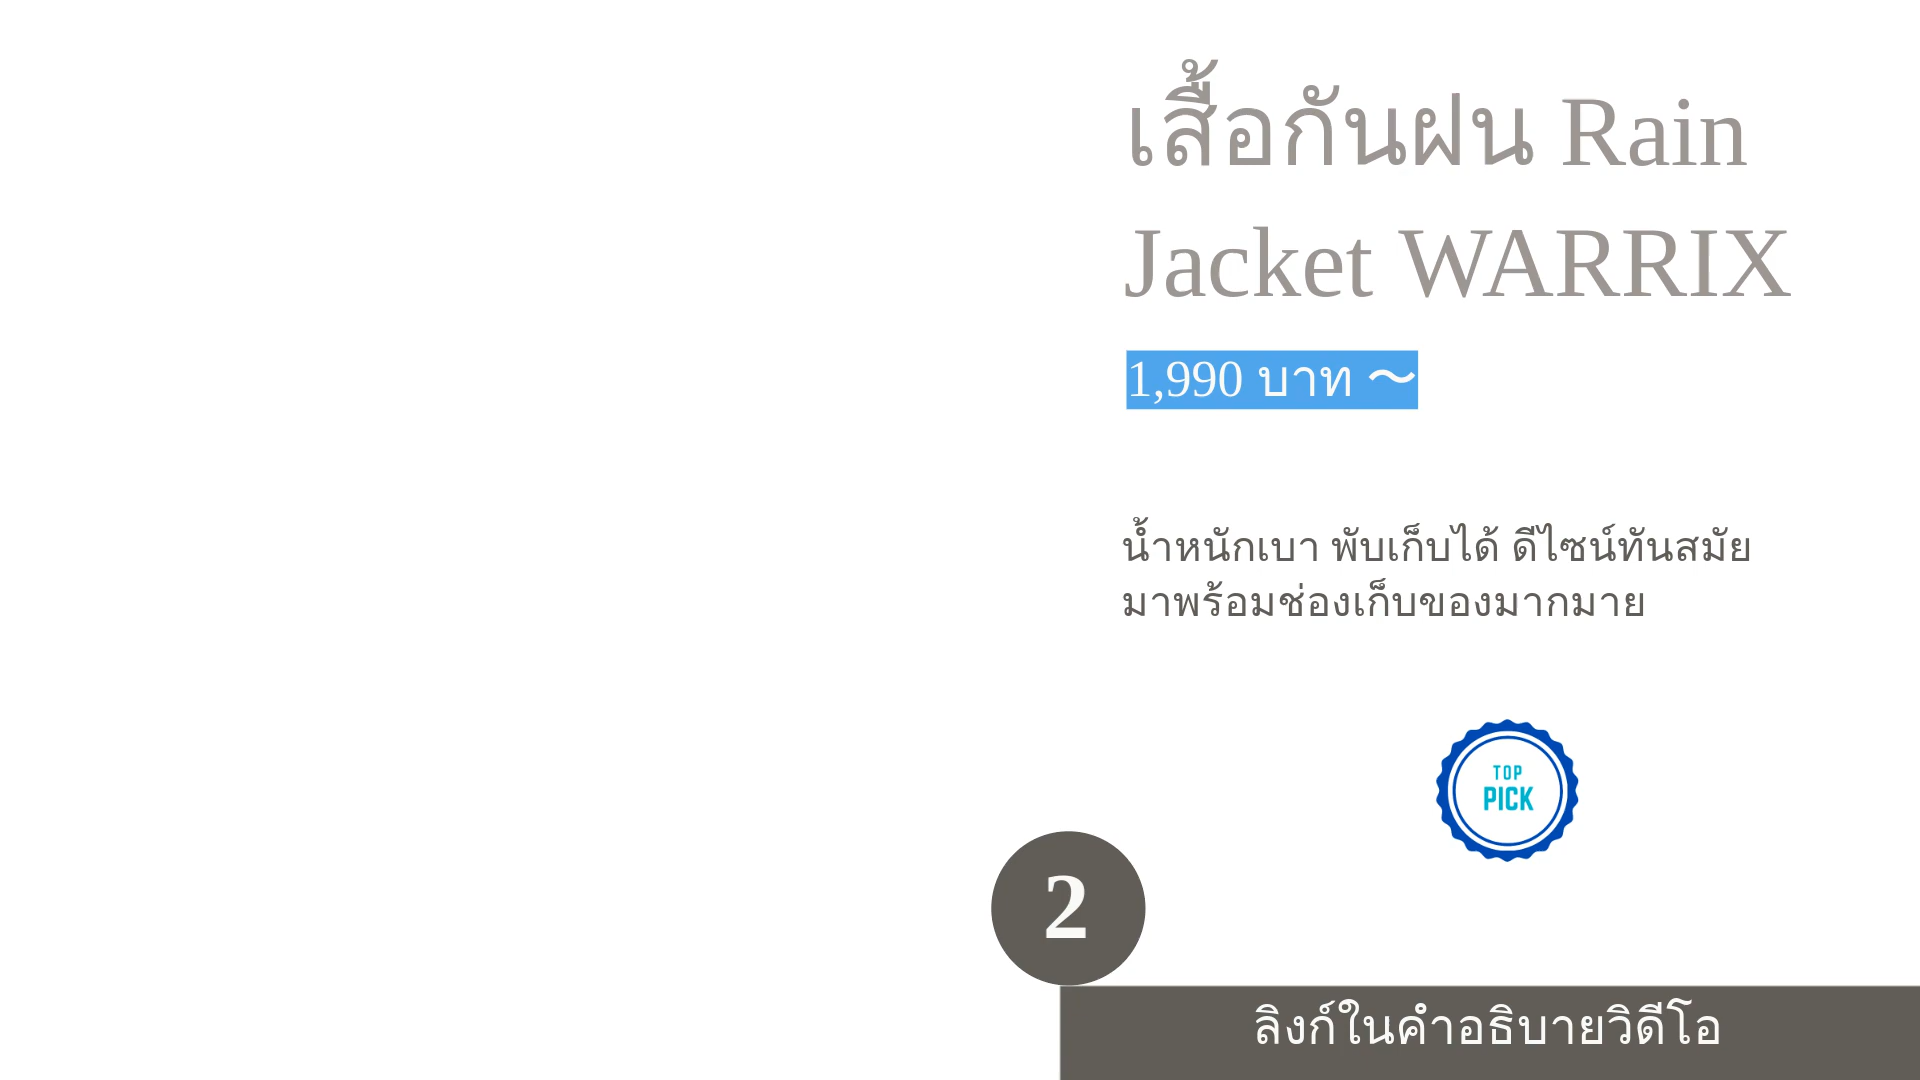 เสื้อกันฝน Rain
Jacket WARRIX
1,990 บาท 〜
น้ำหนักเบา พับเก็บได้ ดีไซน์ทันสมัย
มาพร้อมช่องเก็บของมากมาย
TOP
PICK
2
ลิงก์ในคำอธิบายวิดีโอ